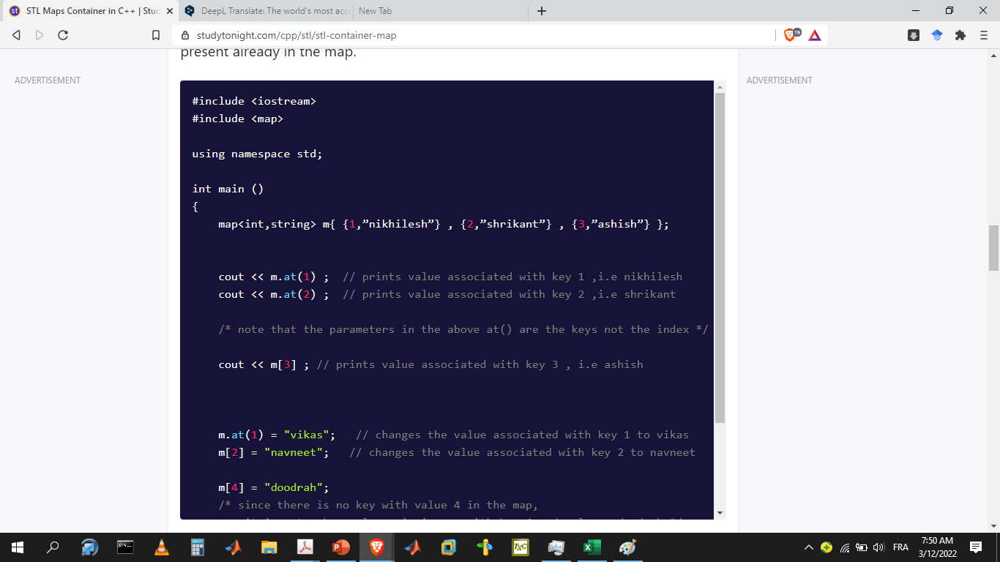 STL Maps Container in C++ | Stud
DeepL Translate: The world's most acc
New Tab
studytonight.com/cpp/stl/stl-container-map
19
present already in the map.
ADVERTISEMENT
ADVERTISEMENT
#include <iostream>
#include <map>
using namespace std;
int main ()
{
map<int,string> m{ {1,”nikhilesh”} , {2,”shrikant”} , {3,”ashish”} };
cout << m.at(1) ;  // prints value associated with key 1 ,i.e nikhilesh
cout << m.at(2) ;  // prints value associated with key 2 ,i.e shrikant
/* note that the parameters in the above at() are the keys not the index */
cout << m[3] ; // prints value associated with key 3 , i.e ashish
m.at(1) = "vikas";   // changes the value associated with key 1 to vikas
m[2] = "navneet";   // changes the value associated with key 2 to navneet
m[4] = "doodrah";
/* since there is no key with value 4 in the map,
FRA
7:50 AM
3/12/2022